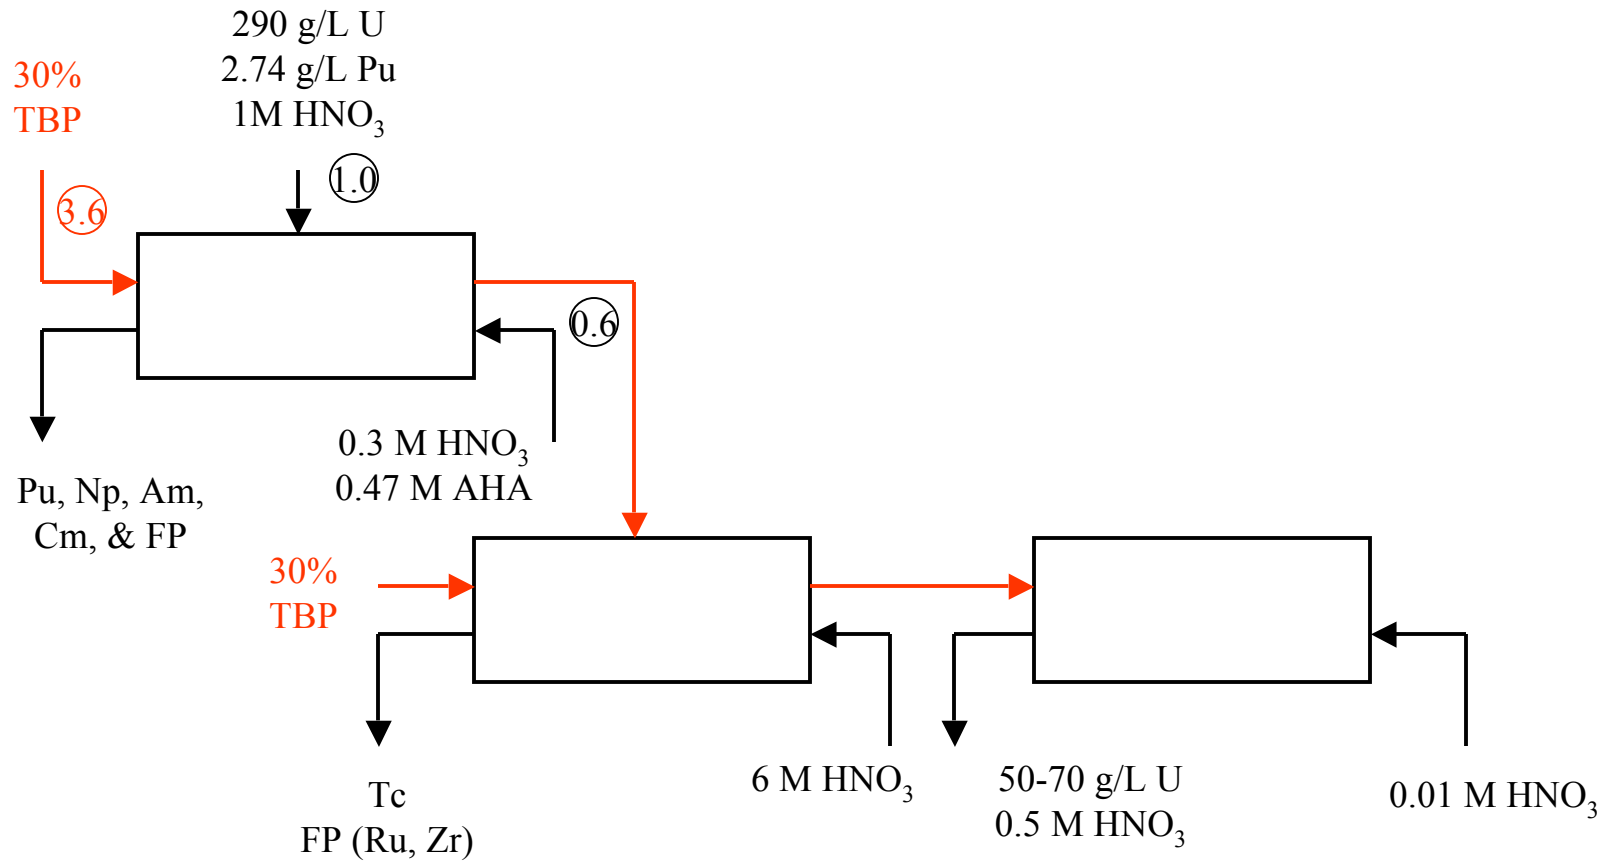 290 g/L U
2.74 g/L Pu
1M HNO₃
30%
TBP
1.0
3.6
0.6
0.3 M HNO₃
0.47 M AHA
Pu, Np, Am,
Cm, & FP
30%
TBP
6 M HNO₃
50-70 g/L U
0.5 M HNO₃
0.01 M HNO₃
Tc
FP (Ru, Zr)